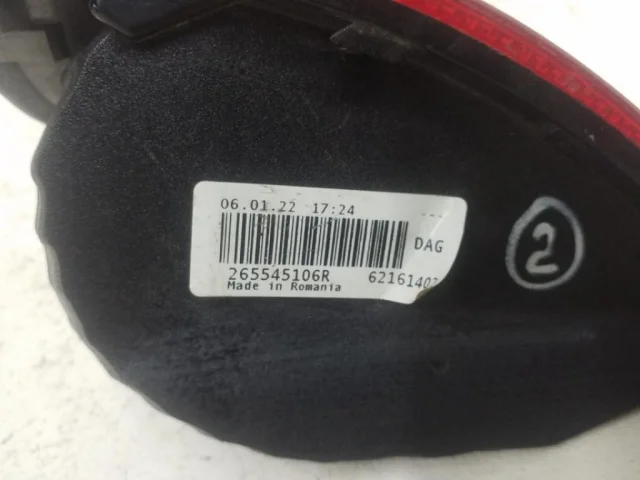 06.01.22 17:24 ---
DAG
265545106R
Made in Romania
2